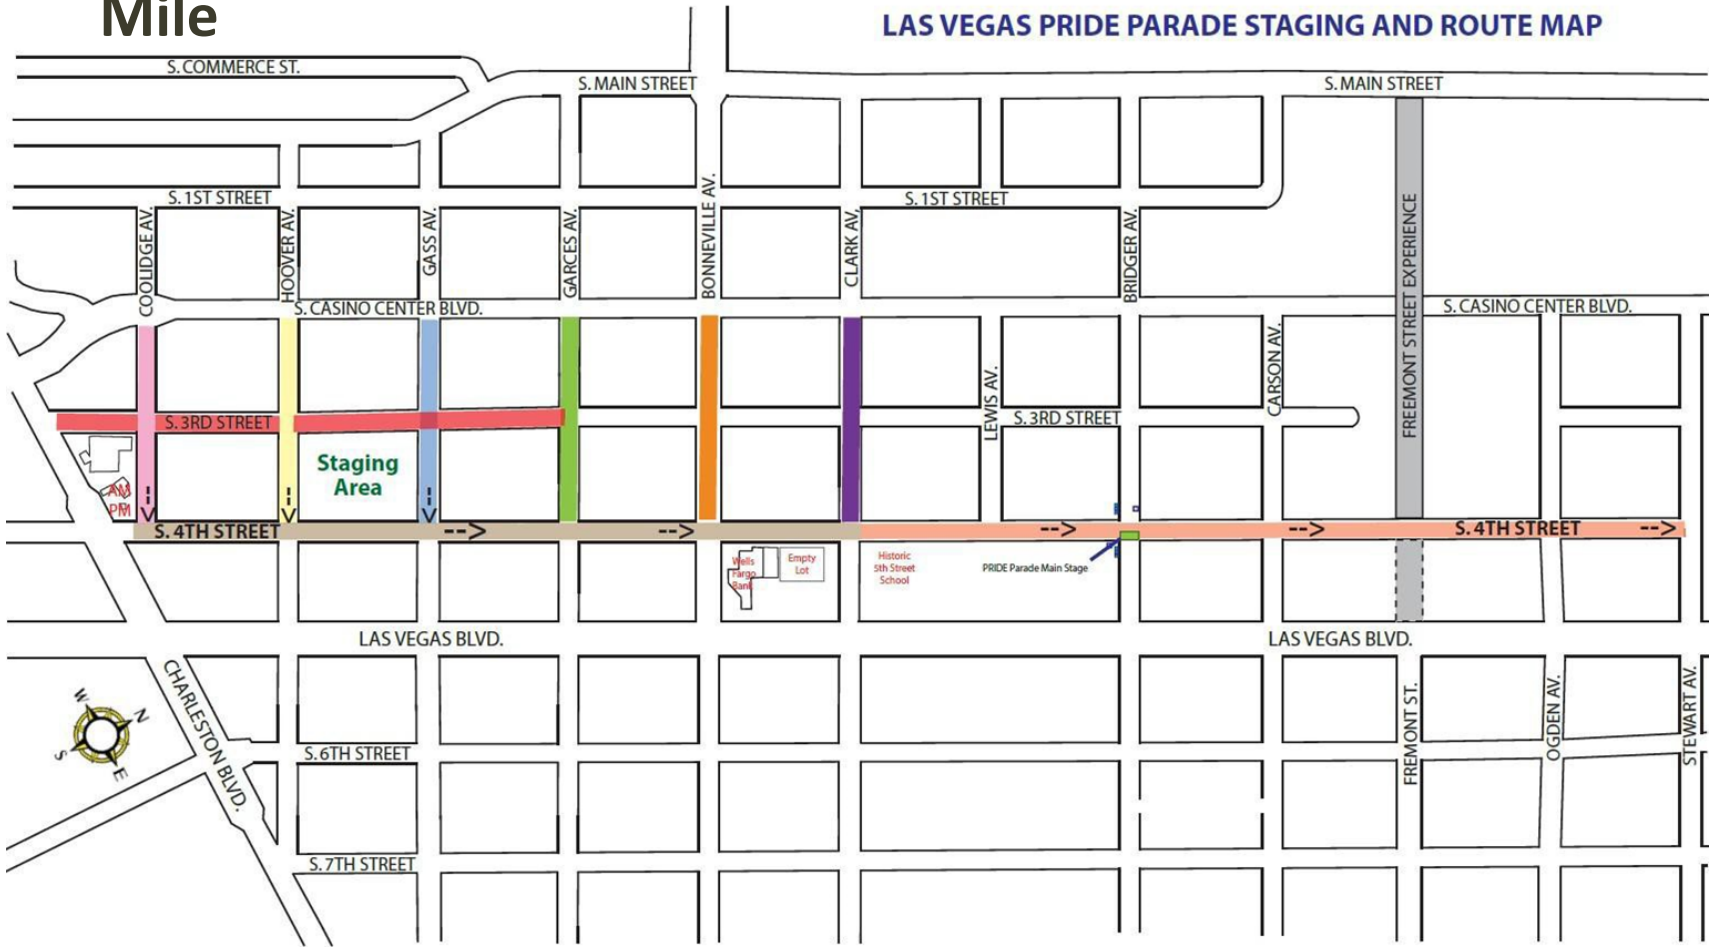 Mile
LAS VEGAS PRIDE PARADE STAGING AND ROUTE MAP
S. COMMERCE ST.
S. MAIN STREET
S. MAIN STREET
S. 1ST STREET
S. 1ST STREET
COOLIDGE AV.
HOOVER AV.
GASS AV.
GARCES AV.
BONNEVILLE AV.
CLARK AV,
BRIDGER AV.
FREEMONT STREET EXPERIENCE
S. CASINO CENTER BLVD.
S. CASINO CENTER BLVD.
LEWIS AV.
CARSON AV.
S. 3RD STREET
S. 3RD STREET
Staging
Area
AM
PM
S. 4TH STREET
-->
-->
-->
-->
S. 4TH STREET
-->
Wells
Fargo
Bank
Empty
Lot
Historic
5th Street
School
PRIDE Parade Main Stage
LAS VEGAS BLVD.
LAS VEGAS BLVD.
CHARLESTON BLVD.
W
N
S
E
FREMONT ST.
OGDEN AV.
STEWART AV.
S. 6TH STREET
S. 7TH STREET